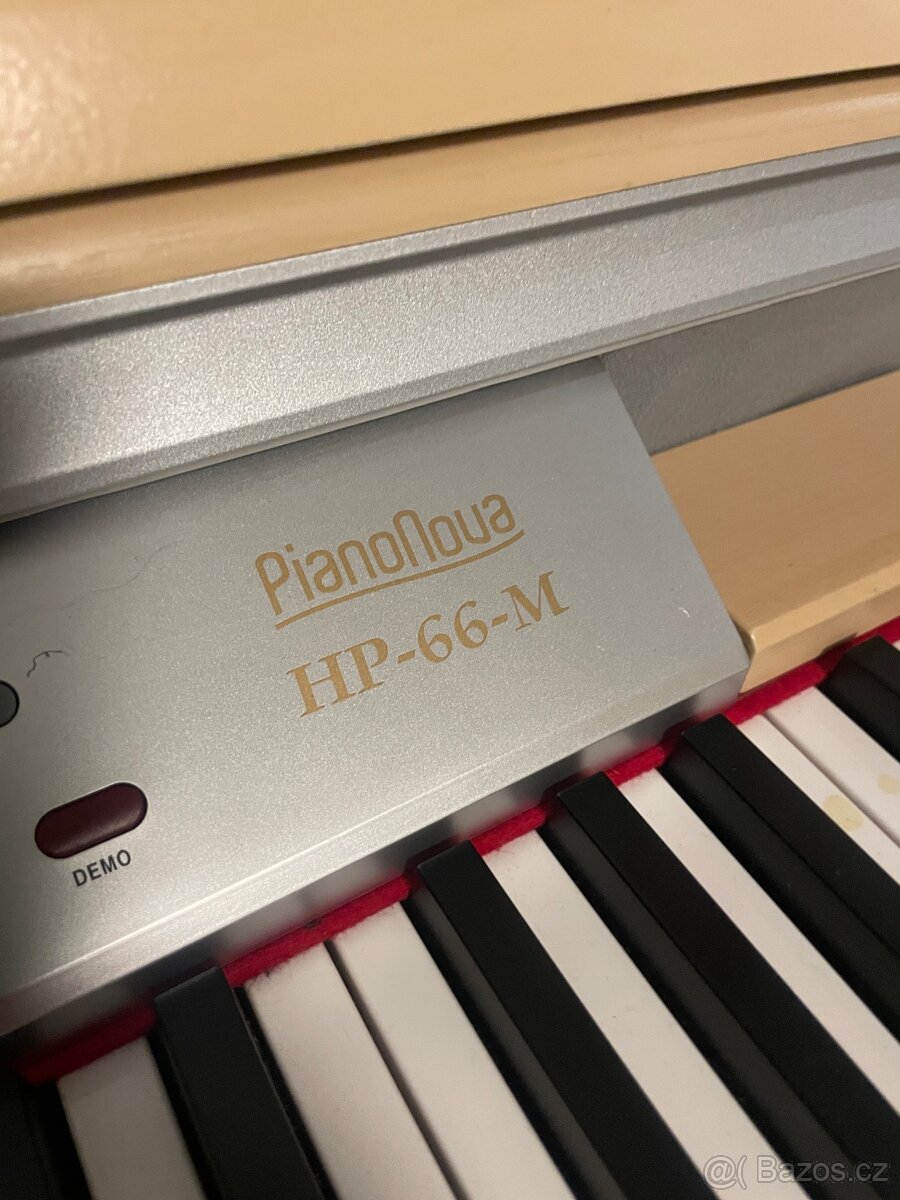 PianoNova
HP-66-M
DEMO
@( Bazos.cz